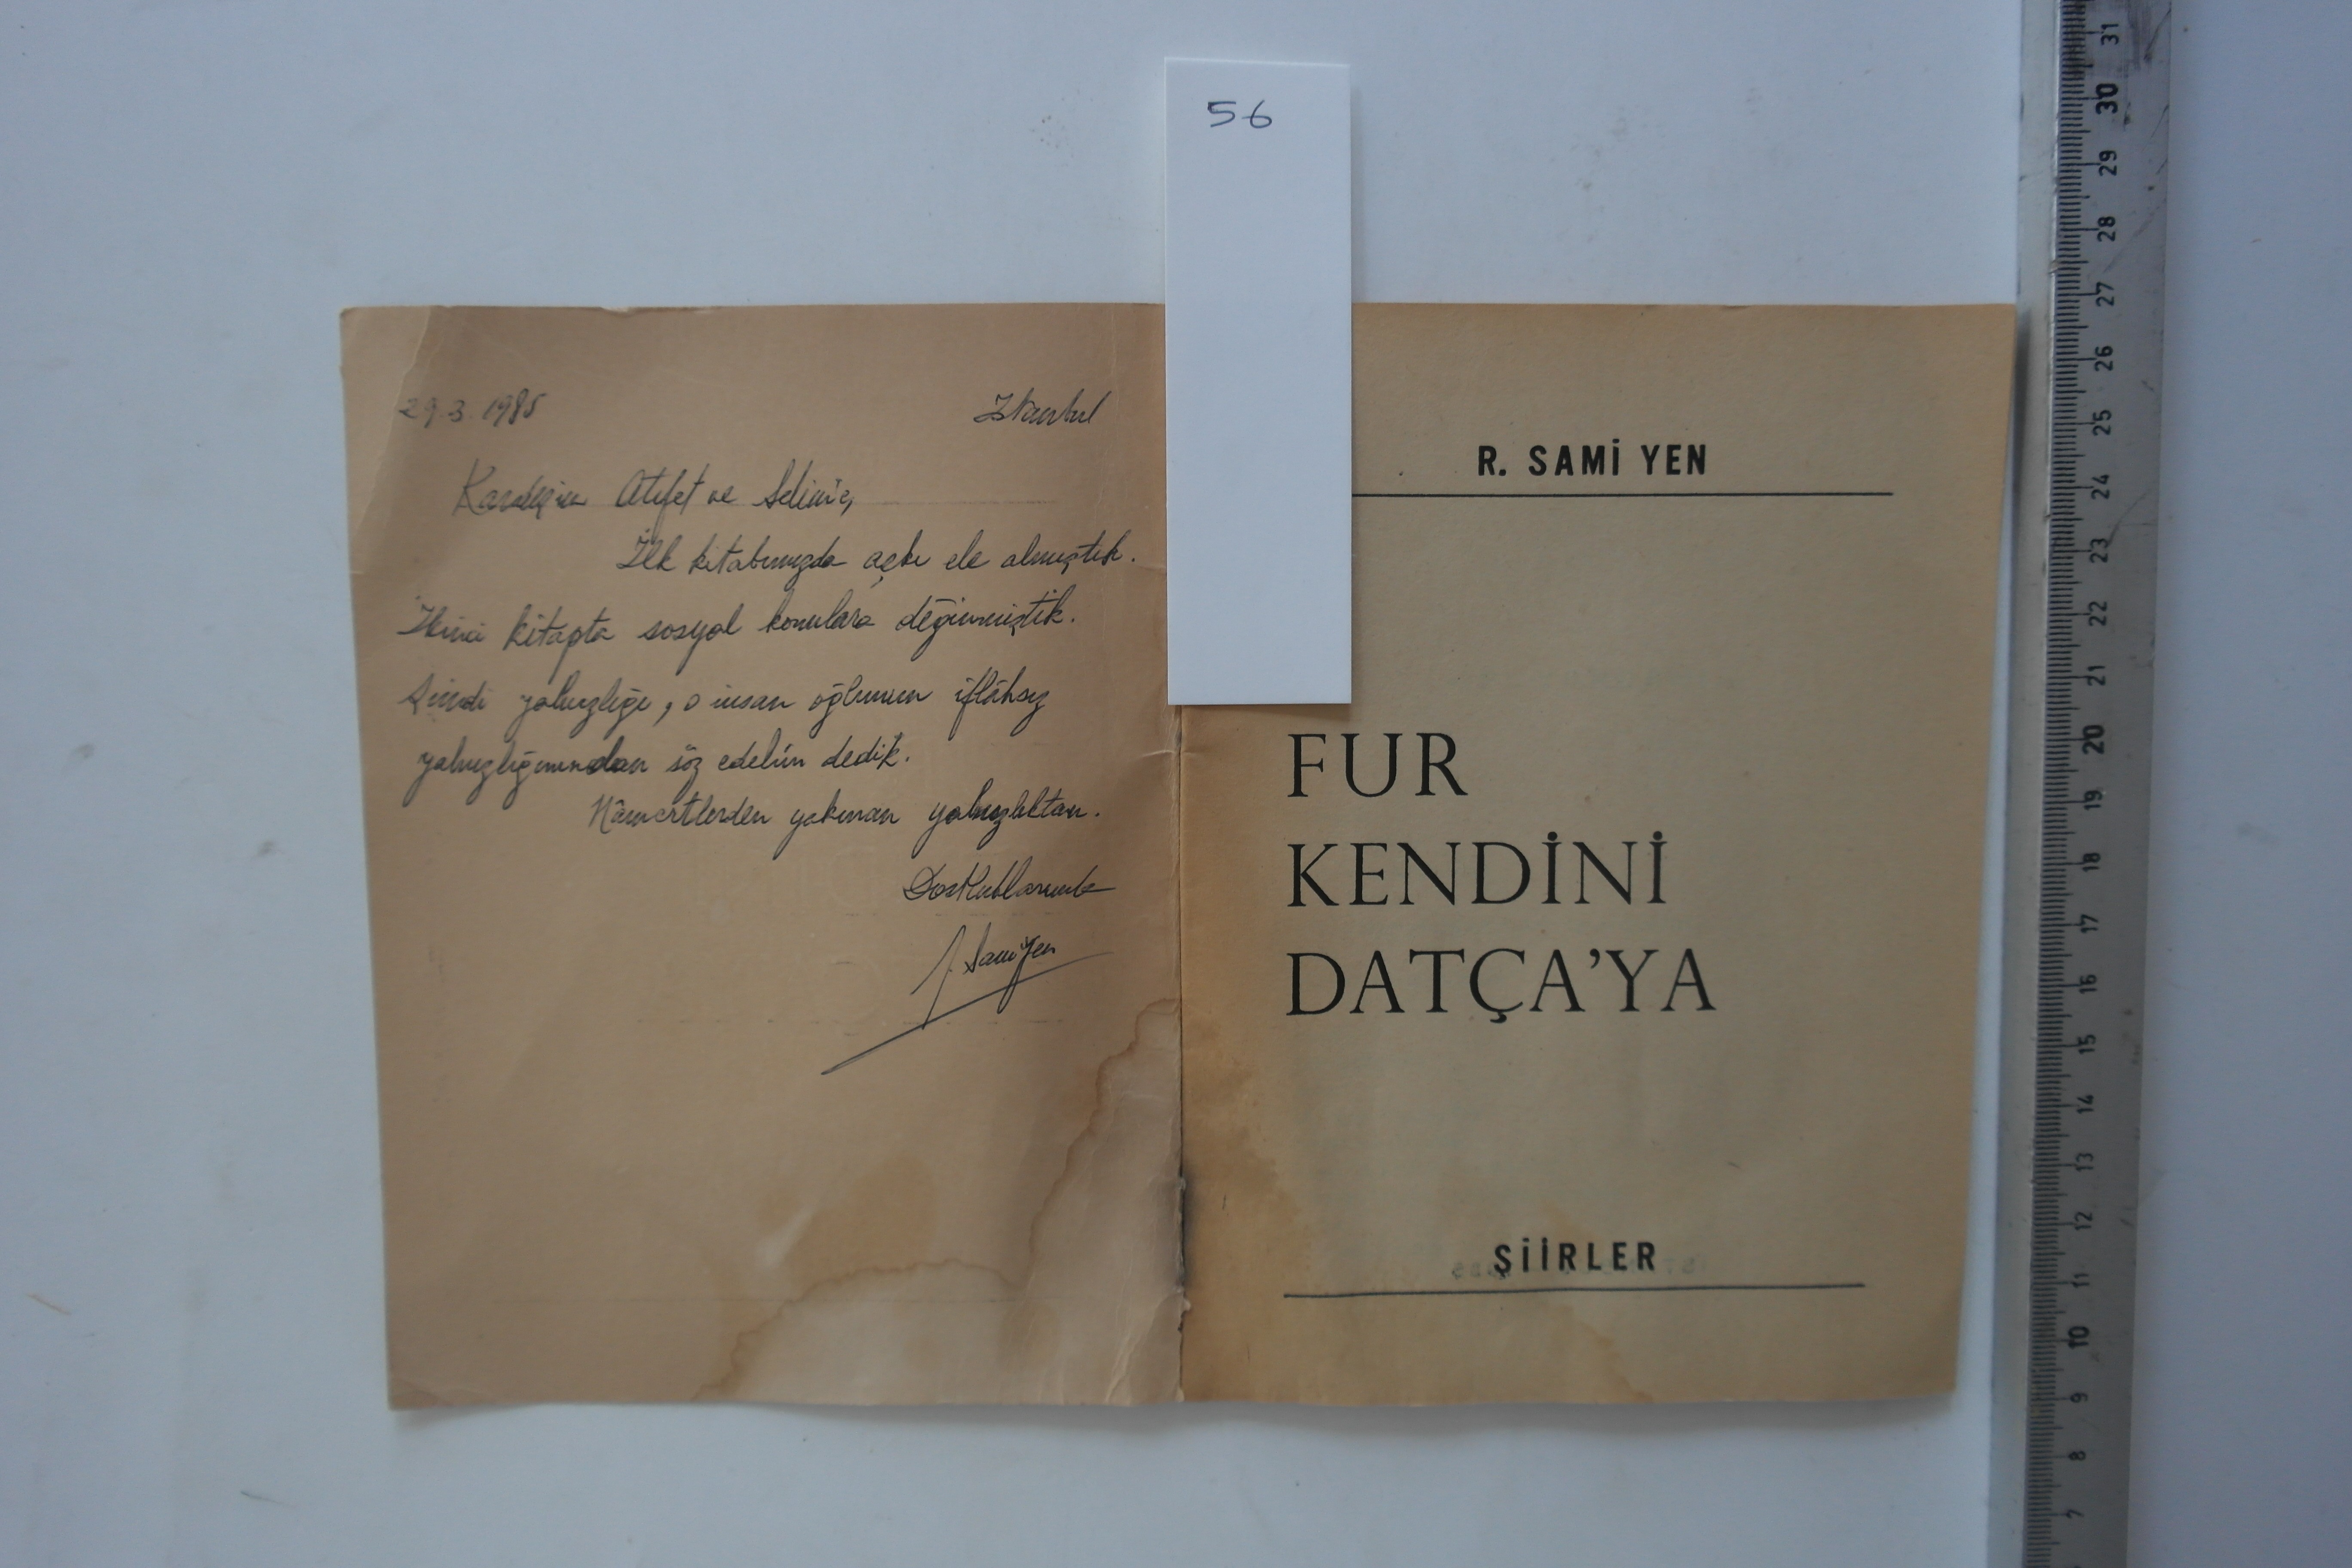 56
29.3.1985 İstanbul
Kardeşim Atıfet ve Selim'e,
İlk kitabımızda aşkı ele almıştık.
İkinci kitapta sosyal konulara değinmiştik.
Şimdi yalnızlığı, o insan oğlunun iflâhsız
yalnızlığınından söz edelim dedik.
Nâmertlerden yakınan yalnızlıktan.
Dostluklarımla
R. SAMİ YEN
FUR
KENDİNİ
DATÇA'YA
ŞİİRLER
31
30
29
28
27
26
25
24
23
22
21
20
19
18
17
16
15
14
13
12
11
10
9
8
7